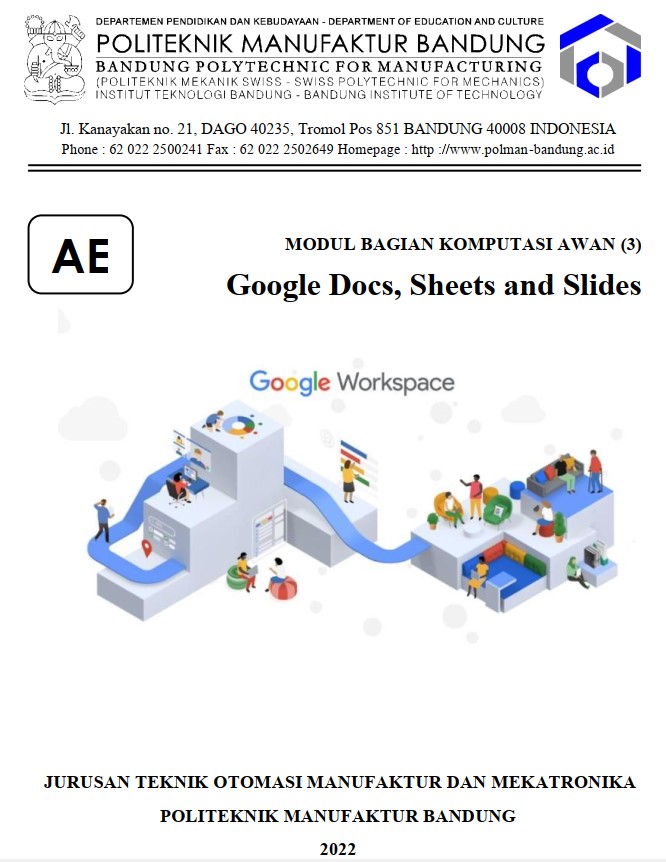 DEPARTEMEN PENDIDIKAN DAN KEBUDAYAAN - DEPARTMENT OF EDUCATION AND CULTURE
POLITEKNIK MANUFAKTUR BANDUNG
BANDUNG POLYTECHNIC FOR MANUFACTURING
(POLITEKNIK MEKANIK SWISS - SWISS POLYTECHNIC FOR MECHANICS)
INSTITUT TEKNOLOGI BANDUNG - BANDUNG INSTITUTE OF TECHNOLOGY
Jl. Kanayakan no. 21, DAGO 40235, Tromol Pos 851 BANDUNG 40008 INDONESIA
Phone : 62 022 2500241 Fax : 62 022 2502649 Homepage : http ://www.polman-bandung.ac.id
AE
MODUL BAGIAN KOMPUTASI AWAN (3)
Google Docs, Sheets and Slides
Google Workspace
JURUSAN TEKNIK OTOMASI MANUFAKTUR DAN MEKATRONIKA
POLITEKNIK MANUFAKTUR BANDUNG
2022